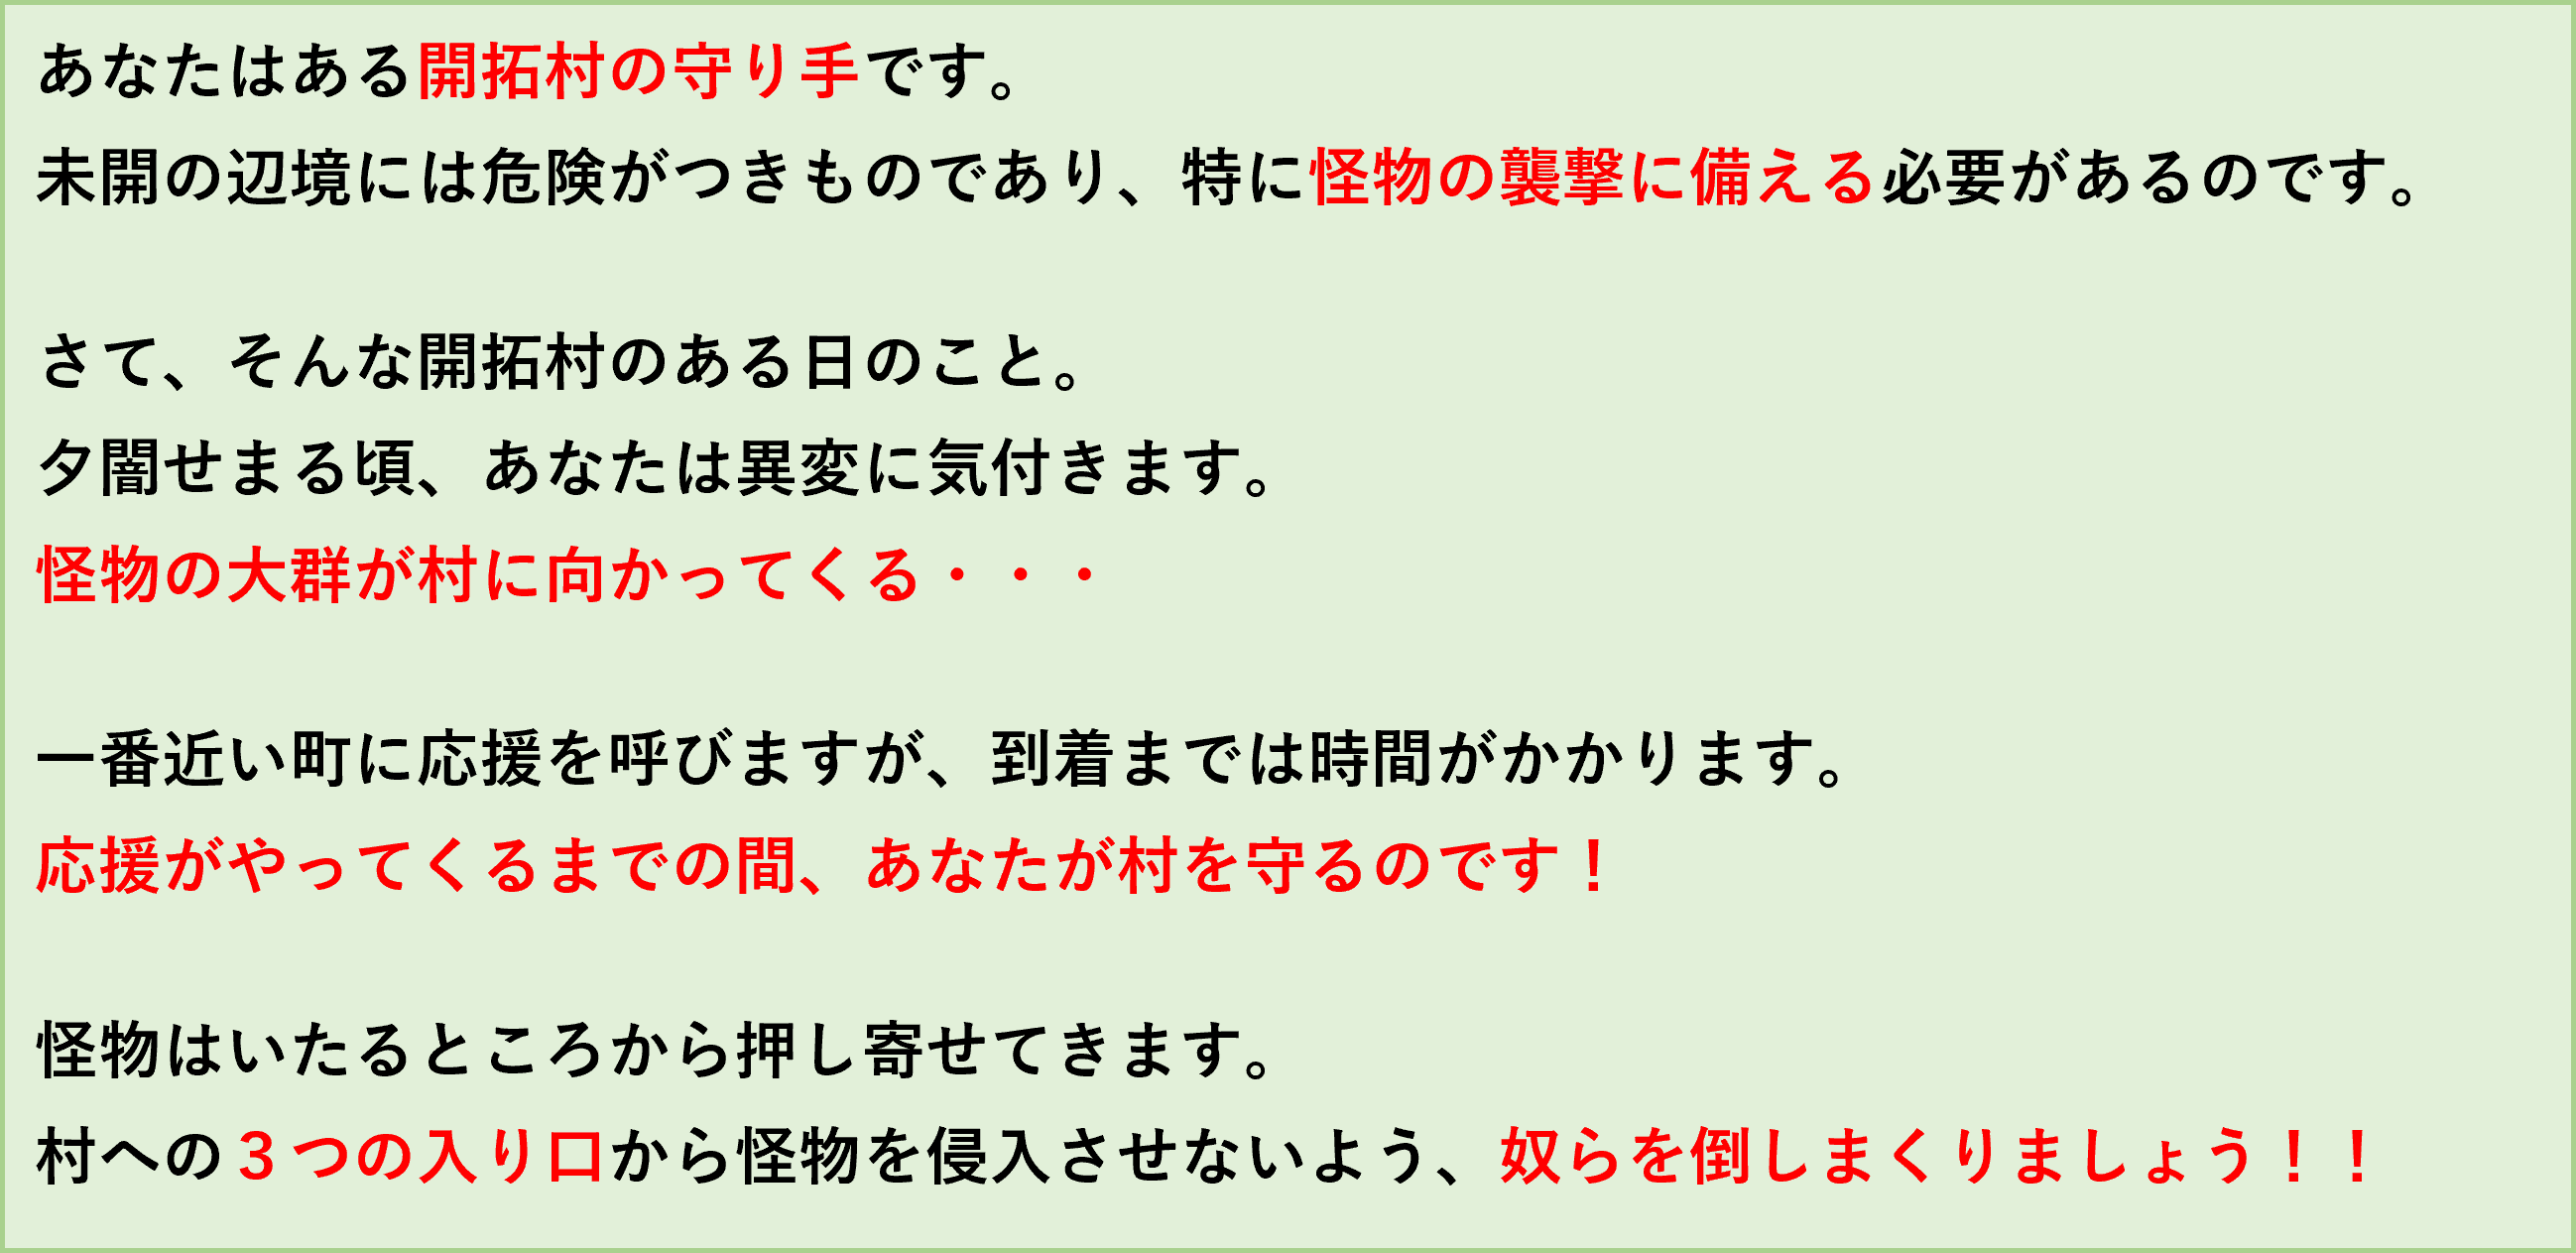 あなたはある開拓村の守り手です。
未開の辺境には危険がつきものであり、特に怪物の襲撃に備える必要があるのです。
さて、そんな開拓村のある日のこと。
夕闇せまる頃、あなたは異変に気付きます。
怪物の大群が村に向かってくる・・・
一番近い町に応援を呼びますが、到着までは時間がかかります。
応援がやってくるまでの間、あなたが村を守るのです！
怪物はいたるところから押し寄せてきます。
村への３つの入り口から怪物を侵入させないよう、奴らを倒しまくりましょう！！